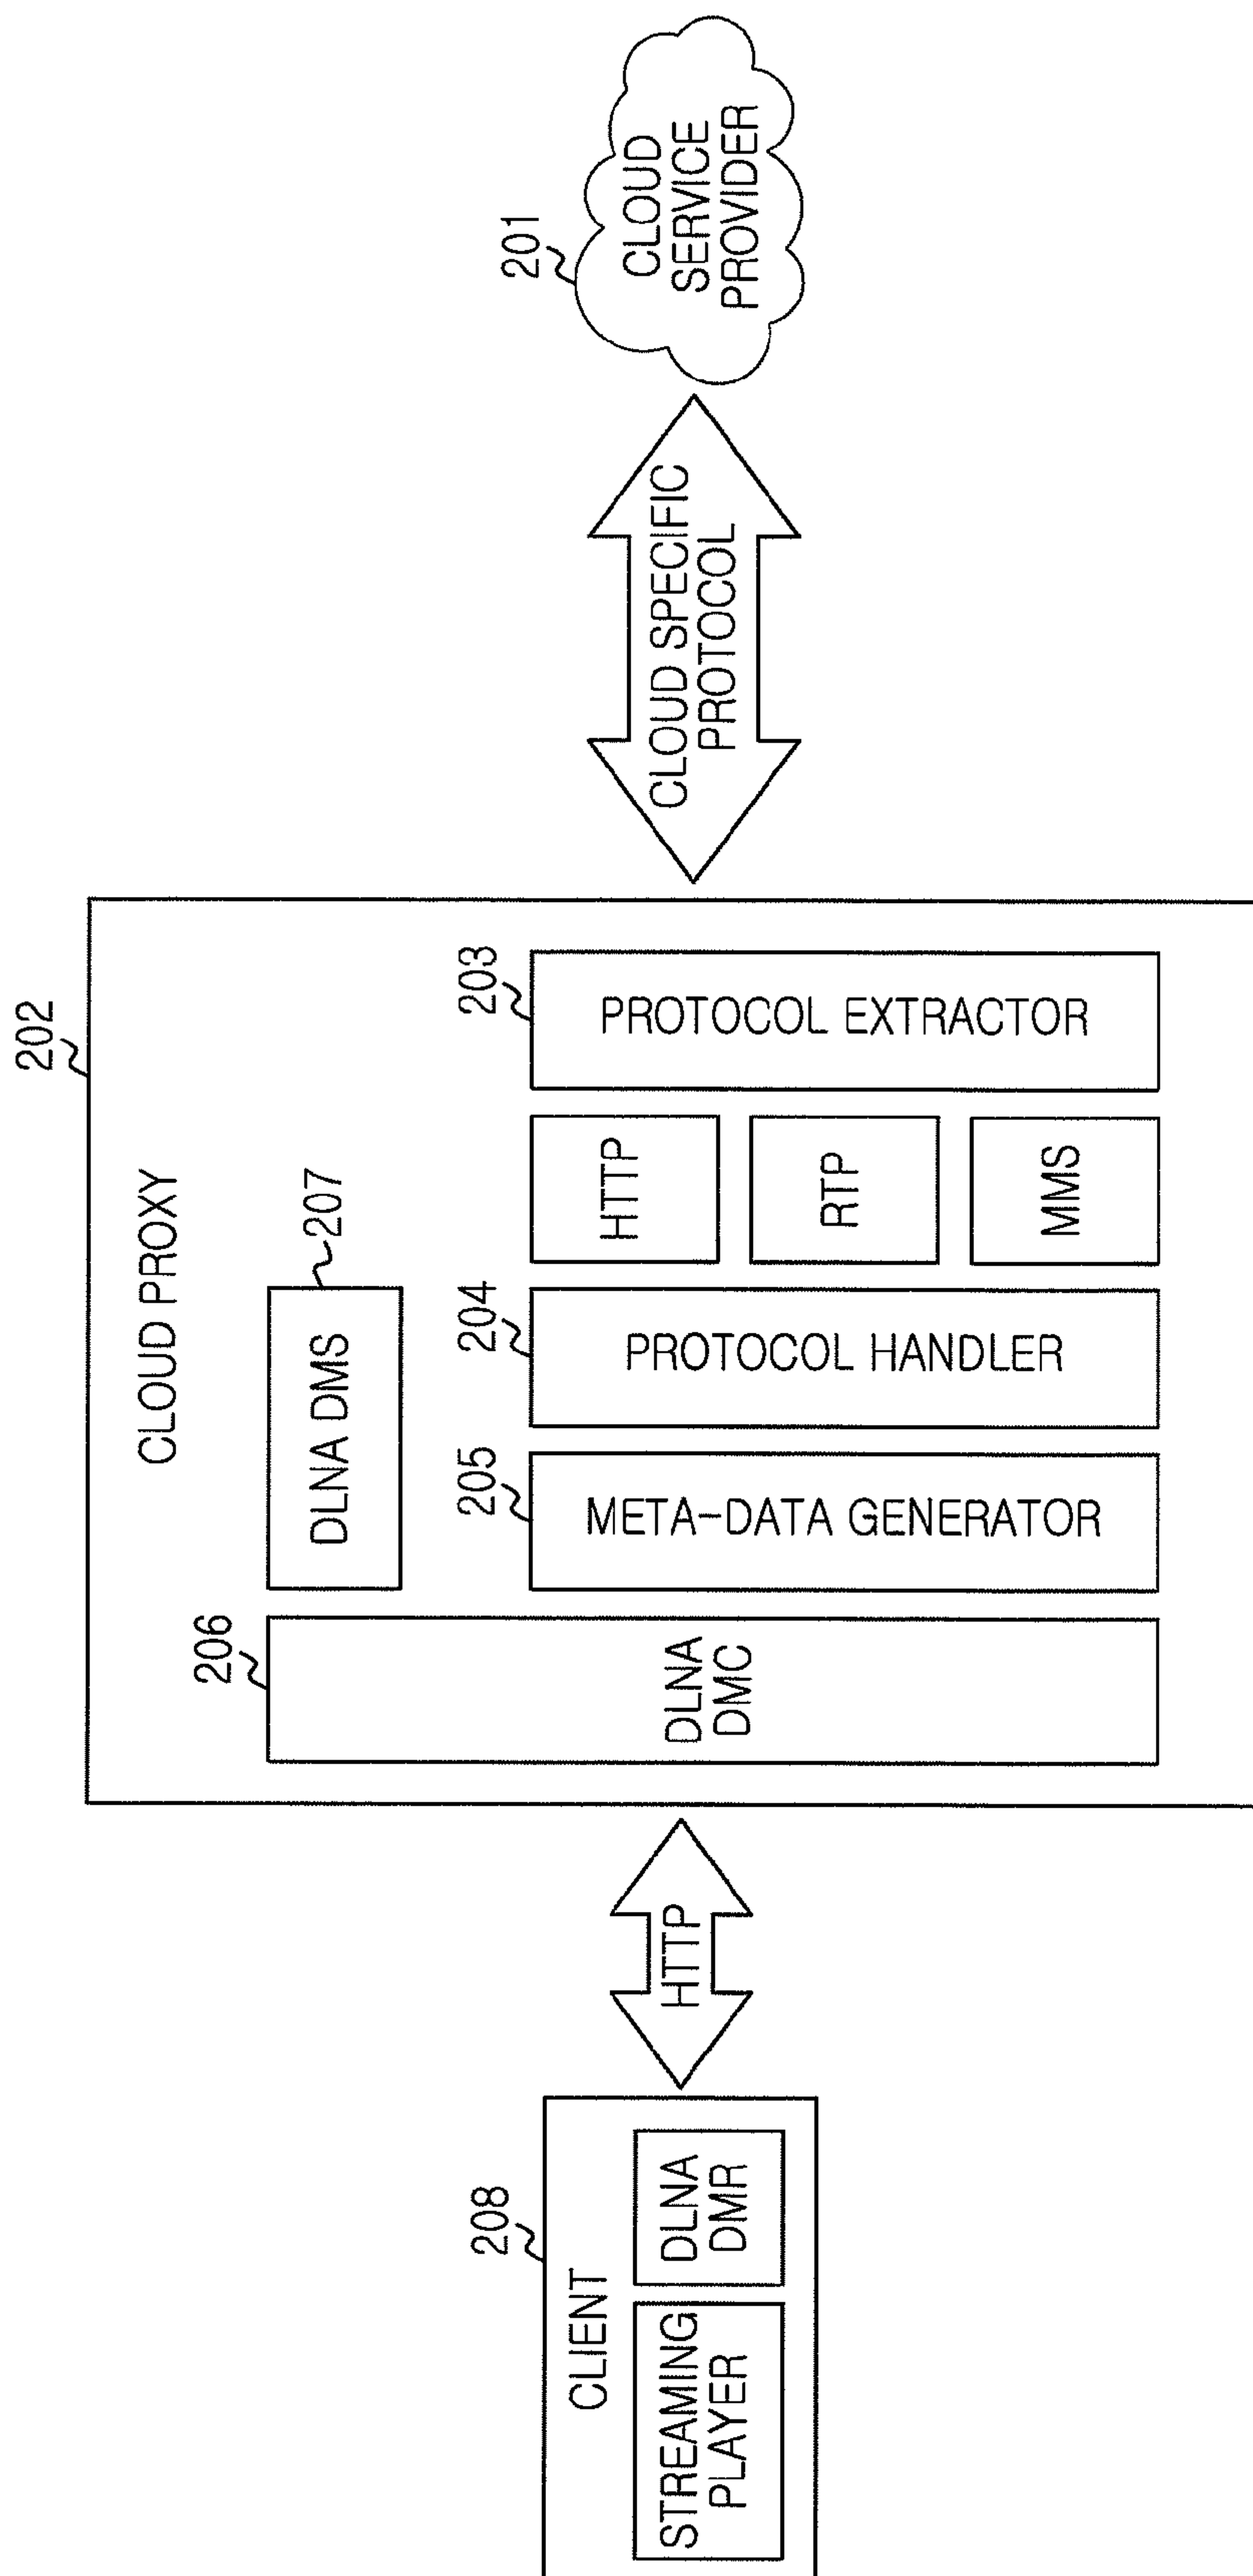 208
CLIENT
STREAMING
PLAYER
DLNA
DMR
HTTP
202
CLOUD PROXY
206
DLNA
DMC
DLNA DMS
207
205
META-DATA GENERATOR
204
PROTOCOL HANDLER
HTTP
RTP
MMS
203
PROTOCOL EXTRACTOR
CLOUD SPECIFIC
PROTOCOL
201
CLOUD
SERVICE
PROVIDER